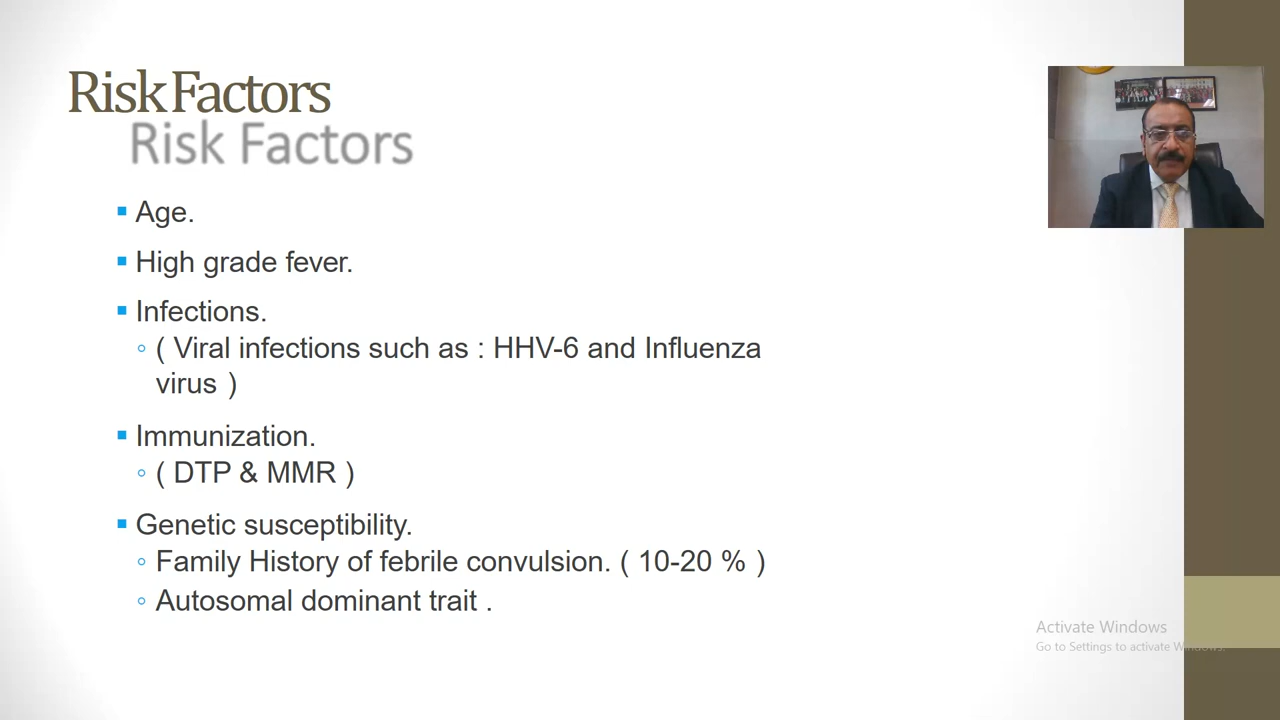 Risk Factors
Risk Factors
Age.
High grade fever.
Infections.
( Viral infections such as : HHV-6 and Influenza
virus )
Immunization.
( DTP & MMR )
Genetic susceptibility.
Family History of febrile convulsion. ( 10-20 % )
Autosomal dominant trait .
Activate Windows
Go to Settings to activate Windows.